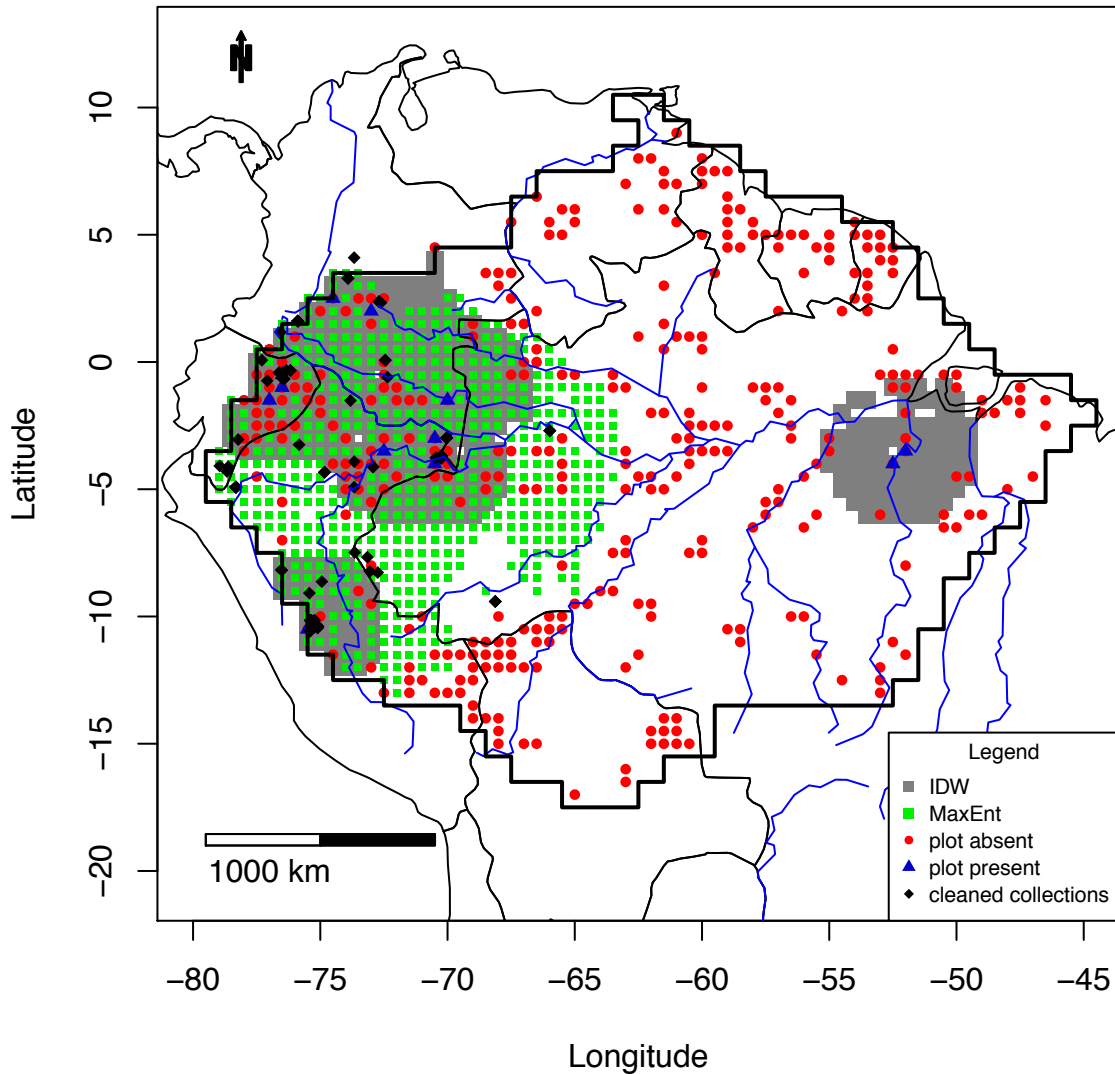 N
Latitude
10
5
0
−5
−10
−15
−20
1000 km
Legend
IDW
MaxEnt
plot absent
plot present
cleaned collections
−80 −75 −70 −65 −60 −55 −50 −45
Longitude